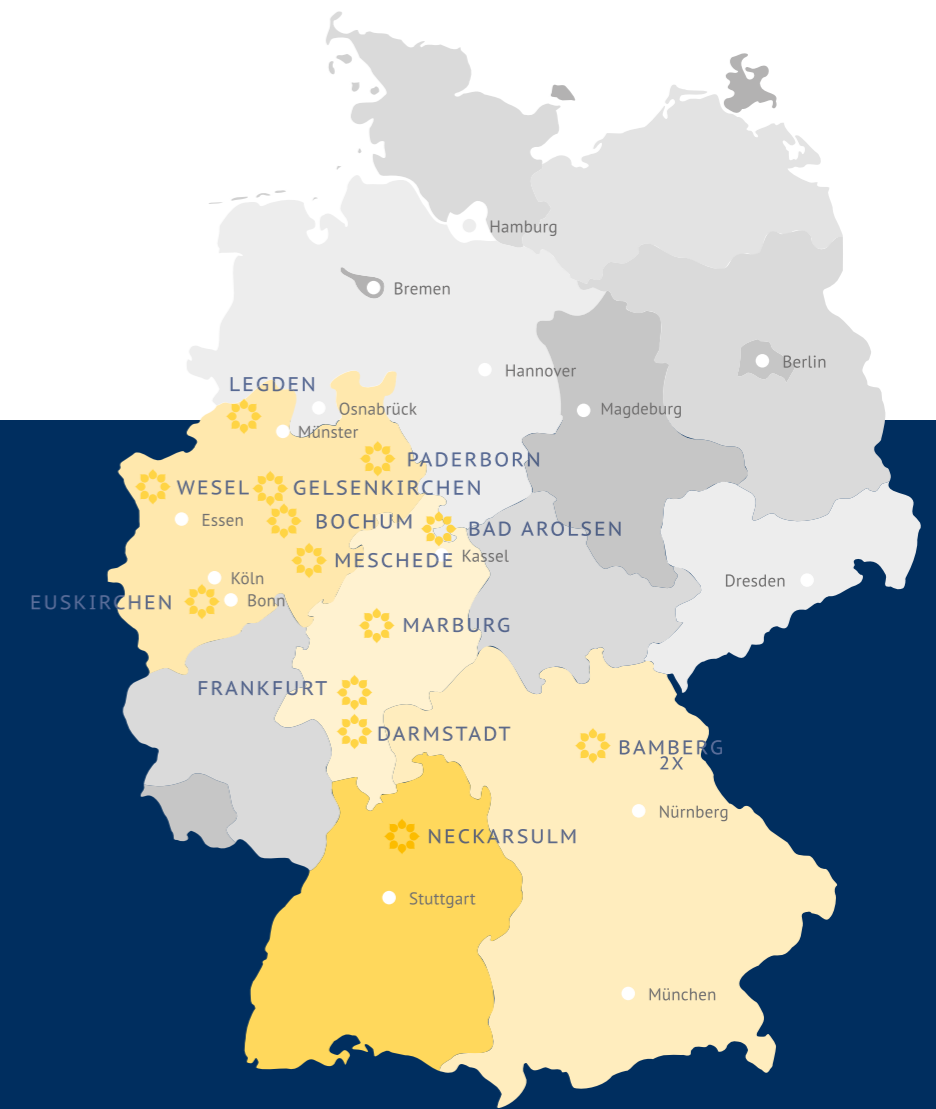 Hamburg
Bremen
Berlin
Hannover
LEGDEN
Osnabrück
Magdeburg
Münster
PADERBORN
WESEL
GELSENKIRCHEN
Essen
BOCHUM
BAD AROLSEN
MESCHEDE
Kassel
Köln
Dresden
EUSKIRCHEN
Bonn
MARBURG
FRANKFURT
DARMSTADT
BAMBERG
2X
Nürnberg
NECKARSULM
Stuttgart
München